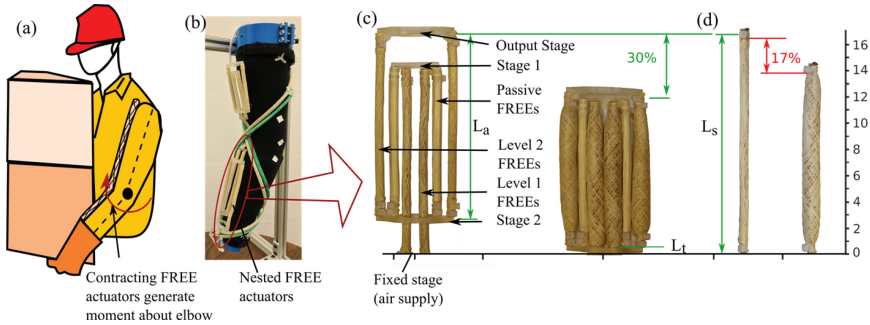 (a)
(b)
(c)
(d)
Output Stage
Stage 1
Passive
FREEs
Level 2
FREEs
Level 1
FREEs
Stage 2
Fixed stage
(air supply)
Contracting FREE
actuators generate
moment about elbow
Nested FREE
actuators
La
30%
Lt
Ls
17%
16
14
12
10
8
6
4
2
0